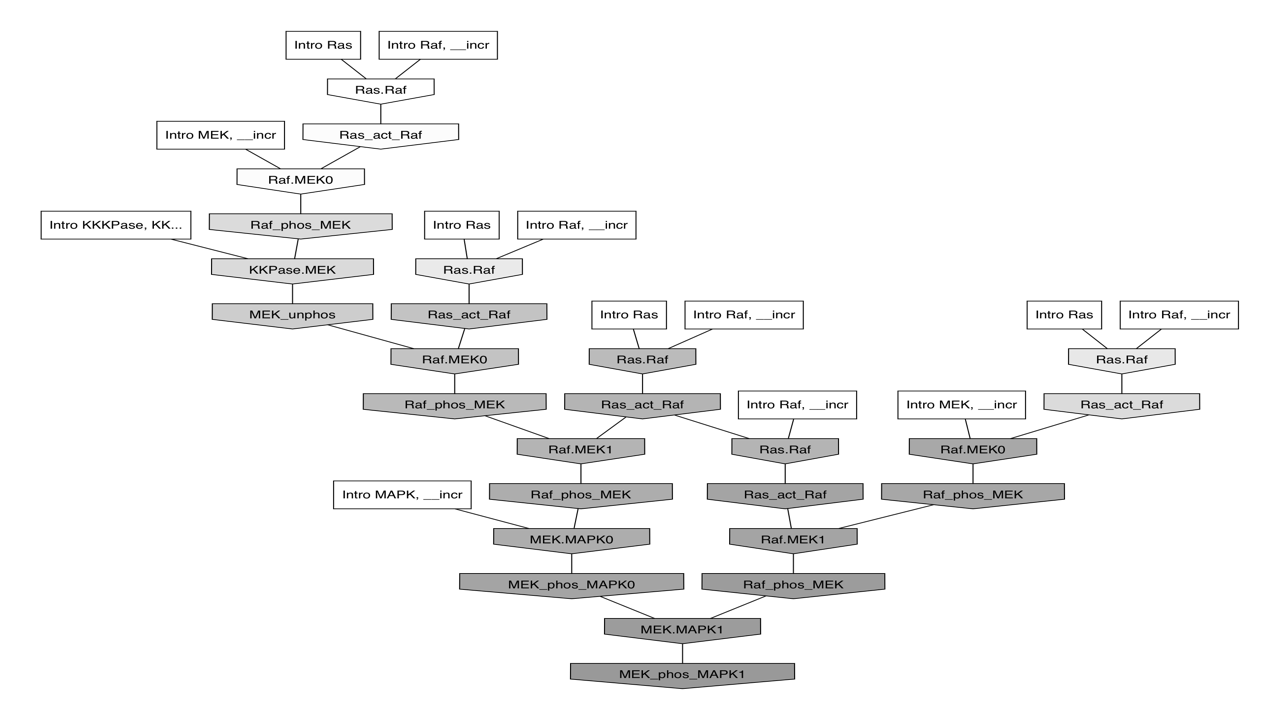 Intro Ras
Intro Raf, __incr
Ras.Raf
Intro MEK, __incr
Ras_act_Raf
Raf.MEK0
Intro KKKPase, KK...
Raf_phos_MEK
Intro Ras
Intro Raf, __incr
KKPase.MEK
Ras.Raf
MEK_unphos
Ras_act_Raf
Intro Ras
Intro Raf, __incr
Intro Ras
Intro Raf, __incr
Raf.MEK0
Ras.Raf
Ras.Raf
Raf_phos_MEK
Ras_act_Raf
Intro Raf, __incr
Intro MEK, __incr
Ras_act_Raf
Raf.MEK1
Ras.Raf
Raf.MEK0
Intro MAPK, __incr
Raf_phos_MEK
Ras_act_Raf
Raf_phos_MEK
MEK.MAPK0
Raf.MEK1
MEK_phos_MAPK0
Raf_phos_MEK
MEK.MAPK1
MEK_phos_MAPK1